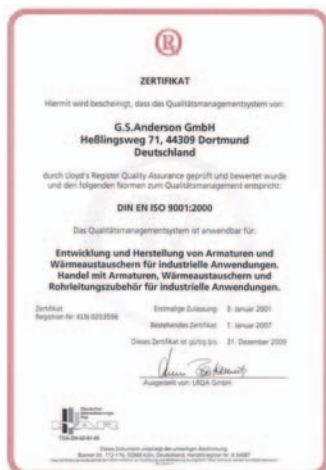 ZERTIFIKAT
Hiermit wird bescheinigt, dass das Qualitätsmanagementsystem von:
G.S.Anderson GmbH
Heßlingsweg 71, 44309 Dortmund
Deutschland
durch Lloyd's Register Quality Assurance geprüft und bewertet wurde
und den folgenden Normen zum Qualitätsmanagement entspricht:
DIN EN ISO 9001:2000
Das Qualitätsmanagementsystem ist anwendbar für:
Entwicklung und Herstellung von Armaturen und
Wärmeaustauschern für industrielle Anwendungen.
Handel mit Armaturen, Wärmeaustauschern und
Rohrleitungszubehör für industrielle Anwendungen.
Zertifikat Erstmalige Zulassung: 3. Januar 2001
Registrier-Nr: KLN
Bestehendes Zertifikat: 1. Januar 2007
Dieses Zertifikat ist gültig bis: 31. Dezember 2009
Ausgestellt von: LRQA GmbH